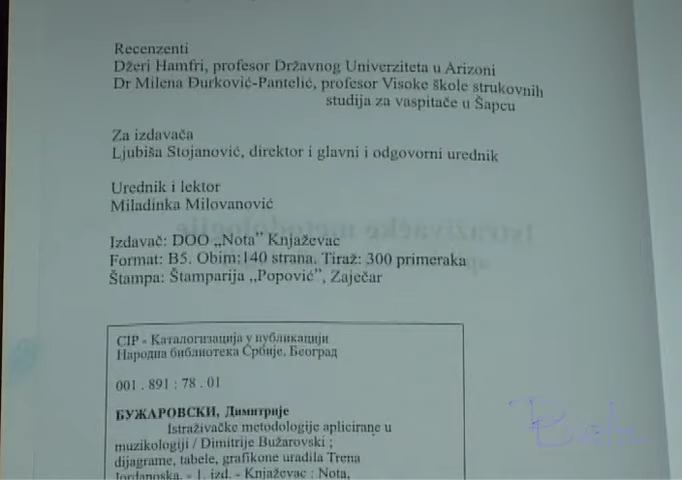 Recenzenti
Džeri Hamfri, profesor Državnog Univerziteta u Arizoni
Dr Milena Đurković-Pantelić, profesor Visoke škole strukovnih
studija za vaspitače u Šapcu
Za izdavača
Ljubiša Stojanović, direktor i glavni i odgovorni urednik
Urednik i lektor
Miladinka Milovanović
Izdavač: DOO „Nota” Knjaževac
Format: B5. Obim:140 strana. Tiraž: 300 primeraka
Štampa: Štamparija „Popović”, Zaječar
CIP - Каталогизација у публикацији
Народна библиотека Србије, Београд
001 . 891 : 78 . 01
БУЖАРОВСКИ, Димитрије
Istraživačke metodologije aplicirane u
muzikologiji / Dimitrije Bužarovski ;
dijagrame, tabele, grafikone uradila Trena
Jordanoska. - 1. izd. - Knjaževac : Nota,